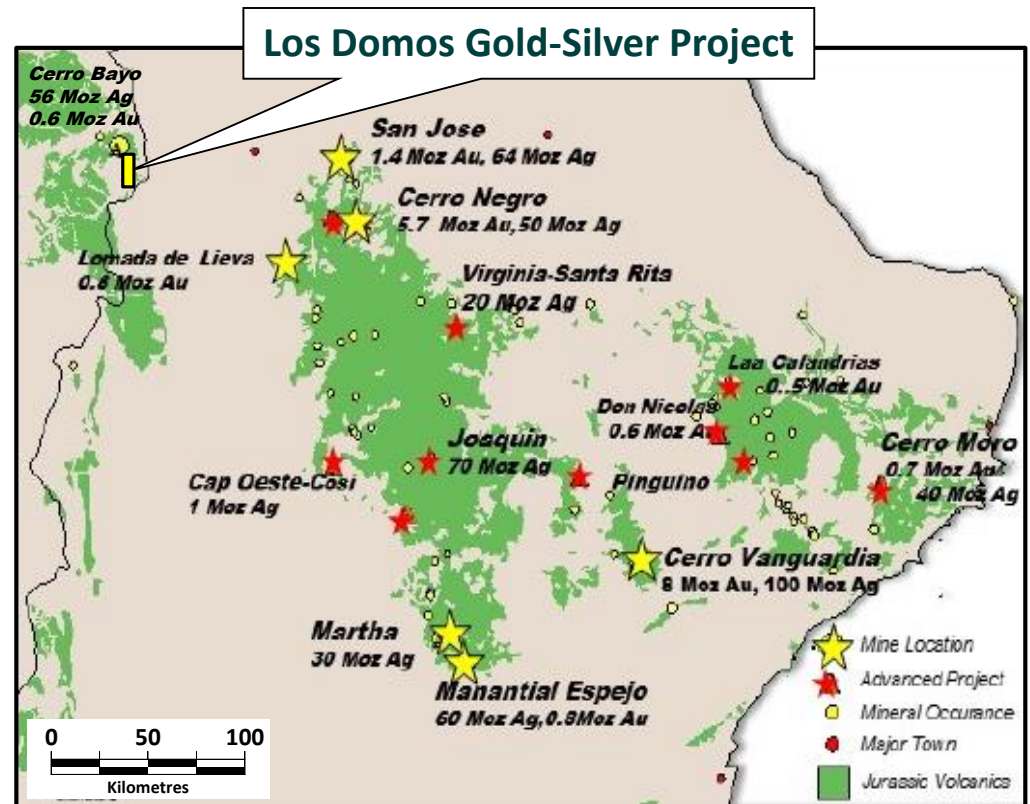 Los Domos Gold-Silver Project
Cerro Bayo
56 Moz Ag
0.6 Moz Au
San Jose
1.4 Moz Au, 64 Moz Ag
Cerro Negro
5.7 Moz Au,50 Moz Ag
Lomada de Lieva
0.6 Moz Au
Virginia-Santa Rita
20 Moz Ag
Laa Calandrias
0..5 Moz Au
Don Nicolas
0.6 Moz Au
Cerro Moro
0.7 Moz Au&
40 Moz Ag
Joaquin
70 Moz Ag
Cap Oeste-Cosi
1 Moz Ag
Pinguino
Cerro Vanguardia
8 Moz Au, 100 Moz Ag
Martha
30 Moz Ag
Manantial Espejo
60 Moz Ag,0.8Moz Au
Mine Location
Advanced Project
Mineral Occurance
Major Town
Jurassic Volcanics
0 50 100
Kilometres